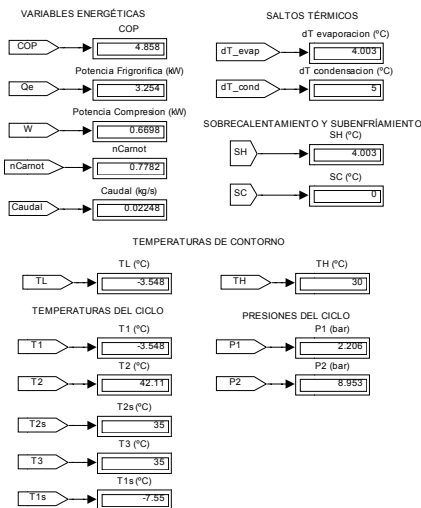 VARIABLES ENERGÉTICAS
COP
COP
4.858
Potencia Frigrorifica (kW)
Qe
3.254
Potencia Compresion (kW)
W
0.6698
nCarnot
nCarnot
0.7782
Caudal (kg/s)
Caudal
0.02248
SALTOS TÉRMICOS
dT evaporacion (ºC)
dT_evap
4.003
dT condensacion (ºC)
dT_cond
5
SOBRECALENTAMIENTO Y SUBENFRÍAMIENTO
SH (ºC)
SH
4.003
SC (ºC)
SC
0
TEMPERATURAS DE CONTORNO
TL (ºC)
TL
-3.548
TH (ºC)
TH
30
TEMPERATURAS DEL CICLO
T1 (ºC)
T1
-3.548
T2 (ºC)
T2
42.11
T2s (ºC)
T2s
35
T3 (ºC)
T3
35
T1s (ºC)
T1s
-7.55
PRESIONES DEL CICLO
P1 (bar)
P1
2.206
P2 (bar)
P2
8.953